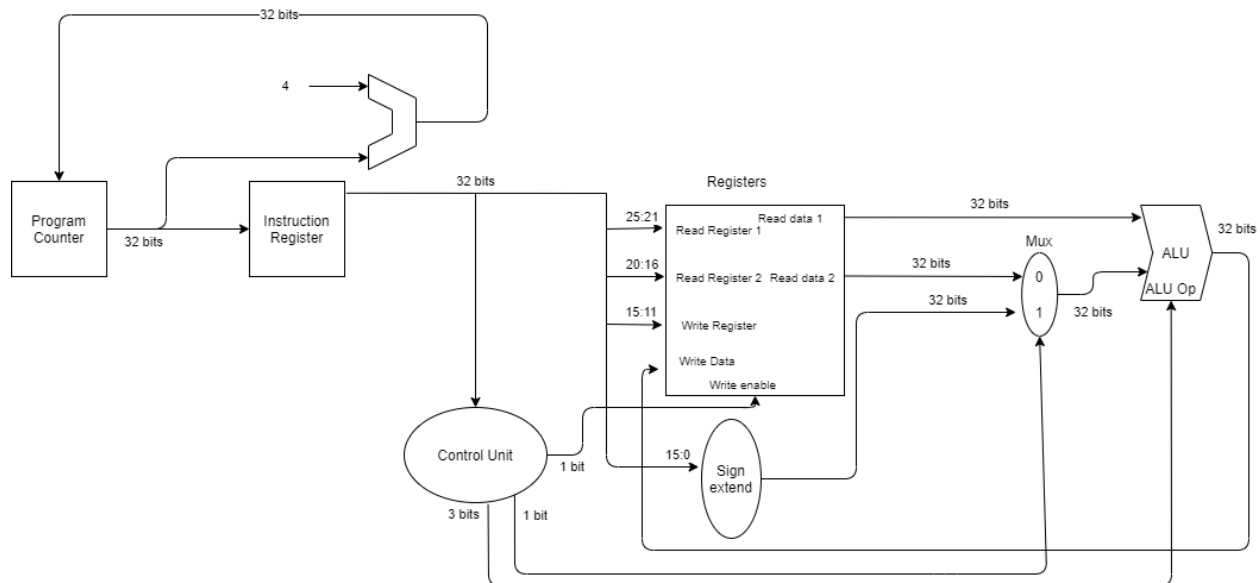 32 bits
4
32 bits
Registers
Program
Counter
Instruction
Register
32 bits
25:21
Read Register 1
Read data 1
32 bits
32 bits
Mux
ALU
ALU Op
20:16
Read Register 2
Read data 2
32 bits
0
1
32 bits
32 bits
15:11
Write Register
Write Data
Write enable
Control Unit
1 bit
15:0
Sign
extend
3 bits
1 bit